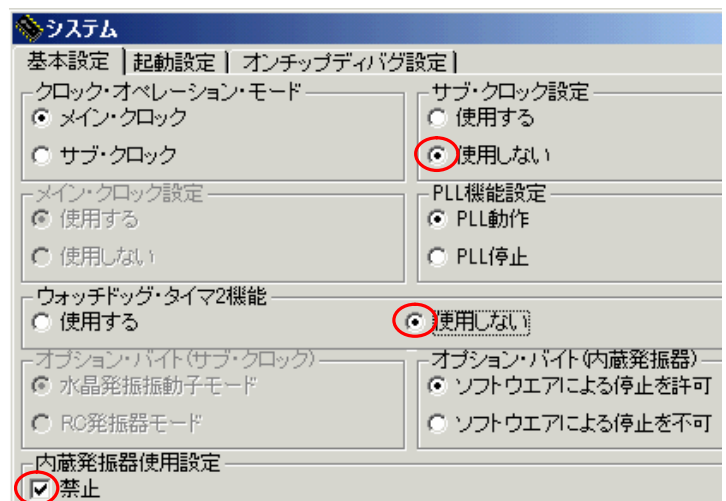 システム
基本設定 起動設定 オンチップディバグ設定
クロック・オペレーション・モード
メイン・クロック
サブ・クロック
サブ・クロック設定
使用する
使用しない
メイン・クロック設定
使用する
使用しない
PLL機能設定
PLL動作
PLL停止
ウォッチドッグ・タイマ2機能
使用する
使用しない
オプション・バイト(サブ・クロック)
水晶発振振動子モード
RC発振器モード
オプション・バイト(内蔵発振器)
ソフトウエアによる停止を許可
ソフトウエアによる停止を不可
内蔵発振器使用設定
禁止